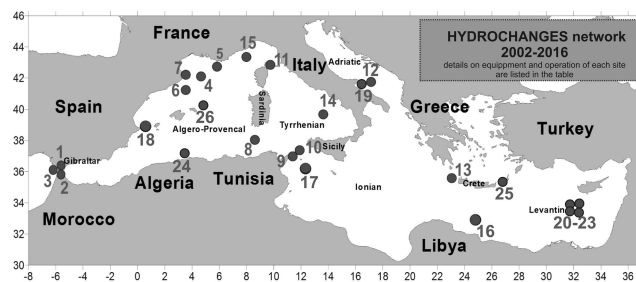 46
44
42
40
38
36
34
32
30
-8 -6 -4 -2 0 2 4 6 8 10 12 14 16 18 20 22 24 26 28 30 32 34 36
HYDROCHANGES network
2002-2016
details on equippment and operation of each site
are listed in the table
France
15
5
7
4
6
26
11
Italy
Adriatic
12
19
Spain
18
Sardinia
Algero-Provencal
14
Tyrrhenian
Greece
Turkey
1
Gibraltar
3
2
24
8
9
10
Sicily
17
Algeria
Tunisia
Ionian
13
Crete
25
Levantin
20-23
Morocco
16
Libya